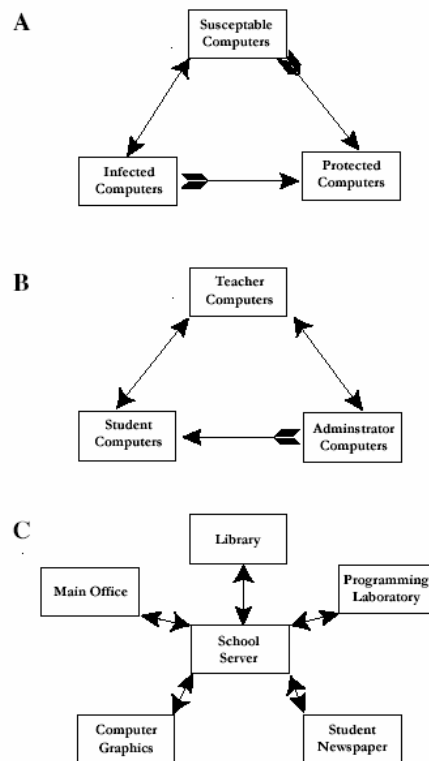 A
Susceptable
Computers
Infected
Computers
Protected
Computers
B
Teacher
Computers
Student
Computers
Adminstrator
Computers
C
Library
Main Office
Programming
Laboratory
School
Server
Computer
Graphics
Student
Newspaper